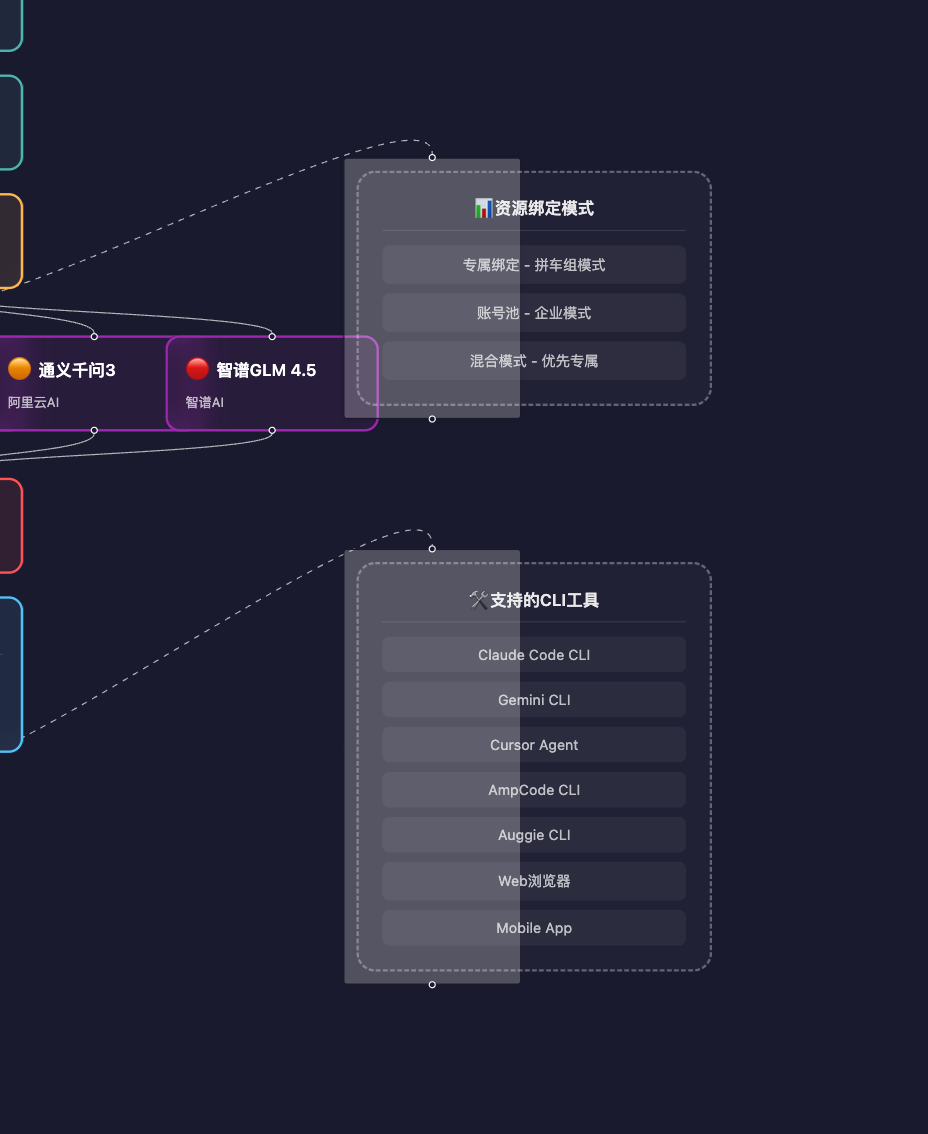 📊资源绑定模式
专属绑定 - 拼车组模式
账号池 - 企业模式
混合模式 - 优先专属
通义千问3
阿里云AI
智谱GLM 4.5
智谱AI
🛠️支持的CLI工具
Claude Code CLI
Gemini CLI
Cursor Agent
AmpCode CLI
Auggie CLI
Web浏览器
Mobile App